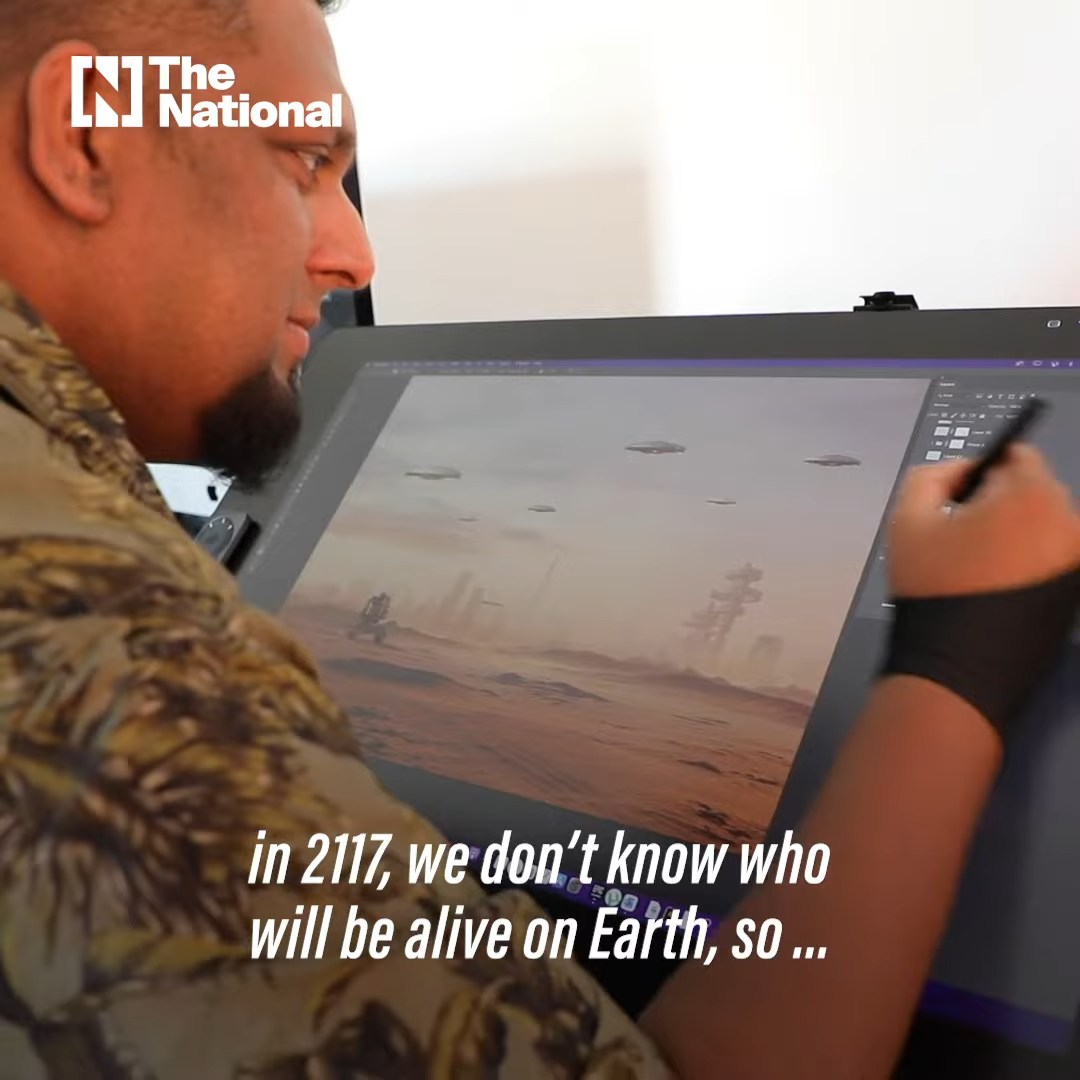 The
National
in 2117, we don't know who
will be alive on Earth, so ...